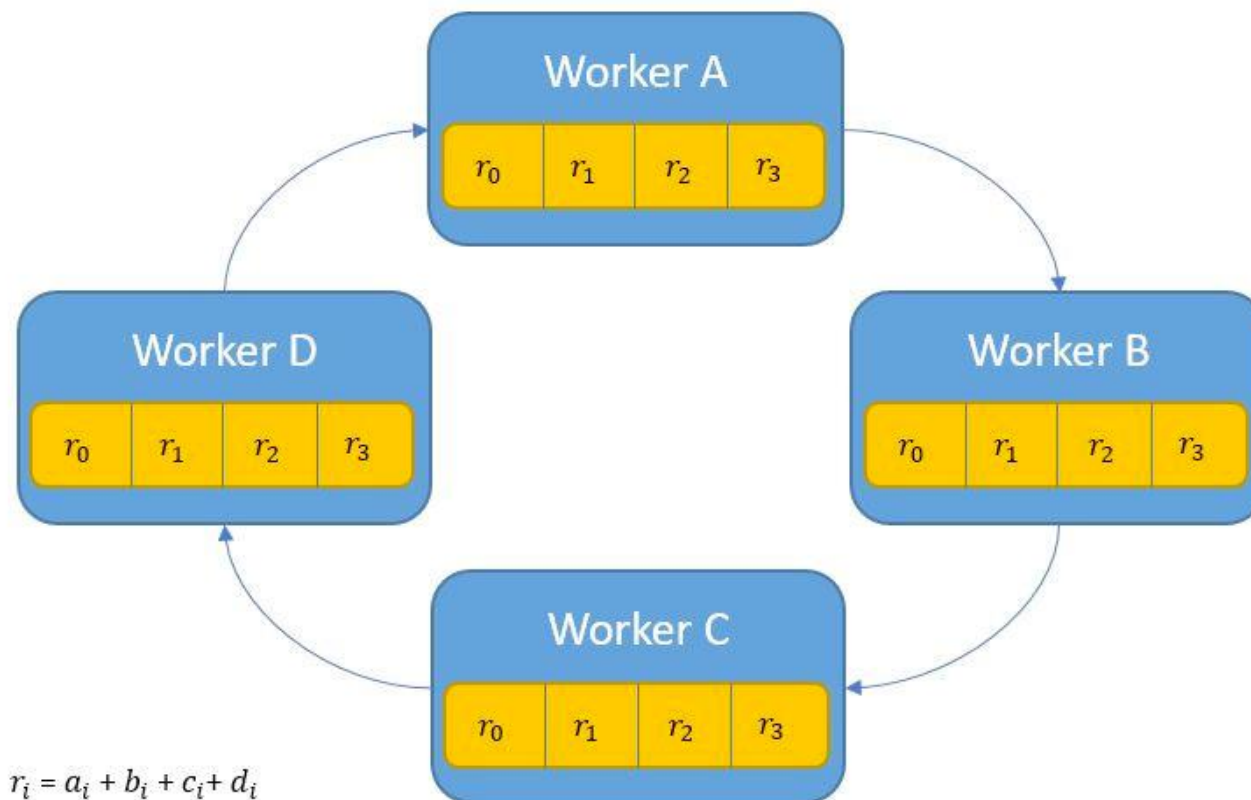 Worker A
r₀ r₁ r₂ r₃
Worker D
r₀ r₁ r₂ r₃
Worker B
r₀ r₁ r₂ r₃
Worker C
r₀ r₁ r₂ r₃
rᵢ = aᵢ + bᵢ + cᵢ+ dᵢ